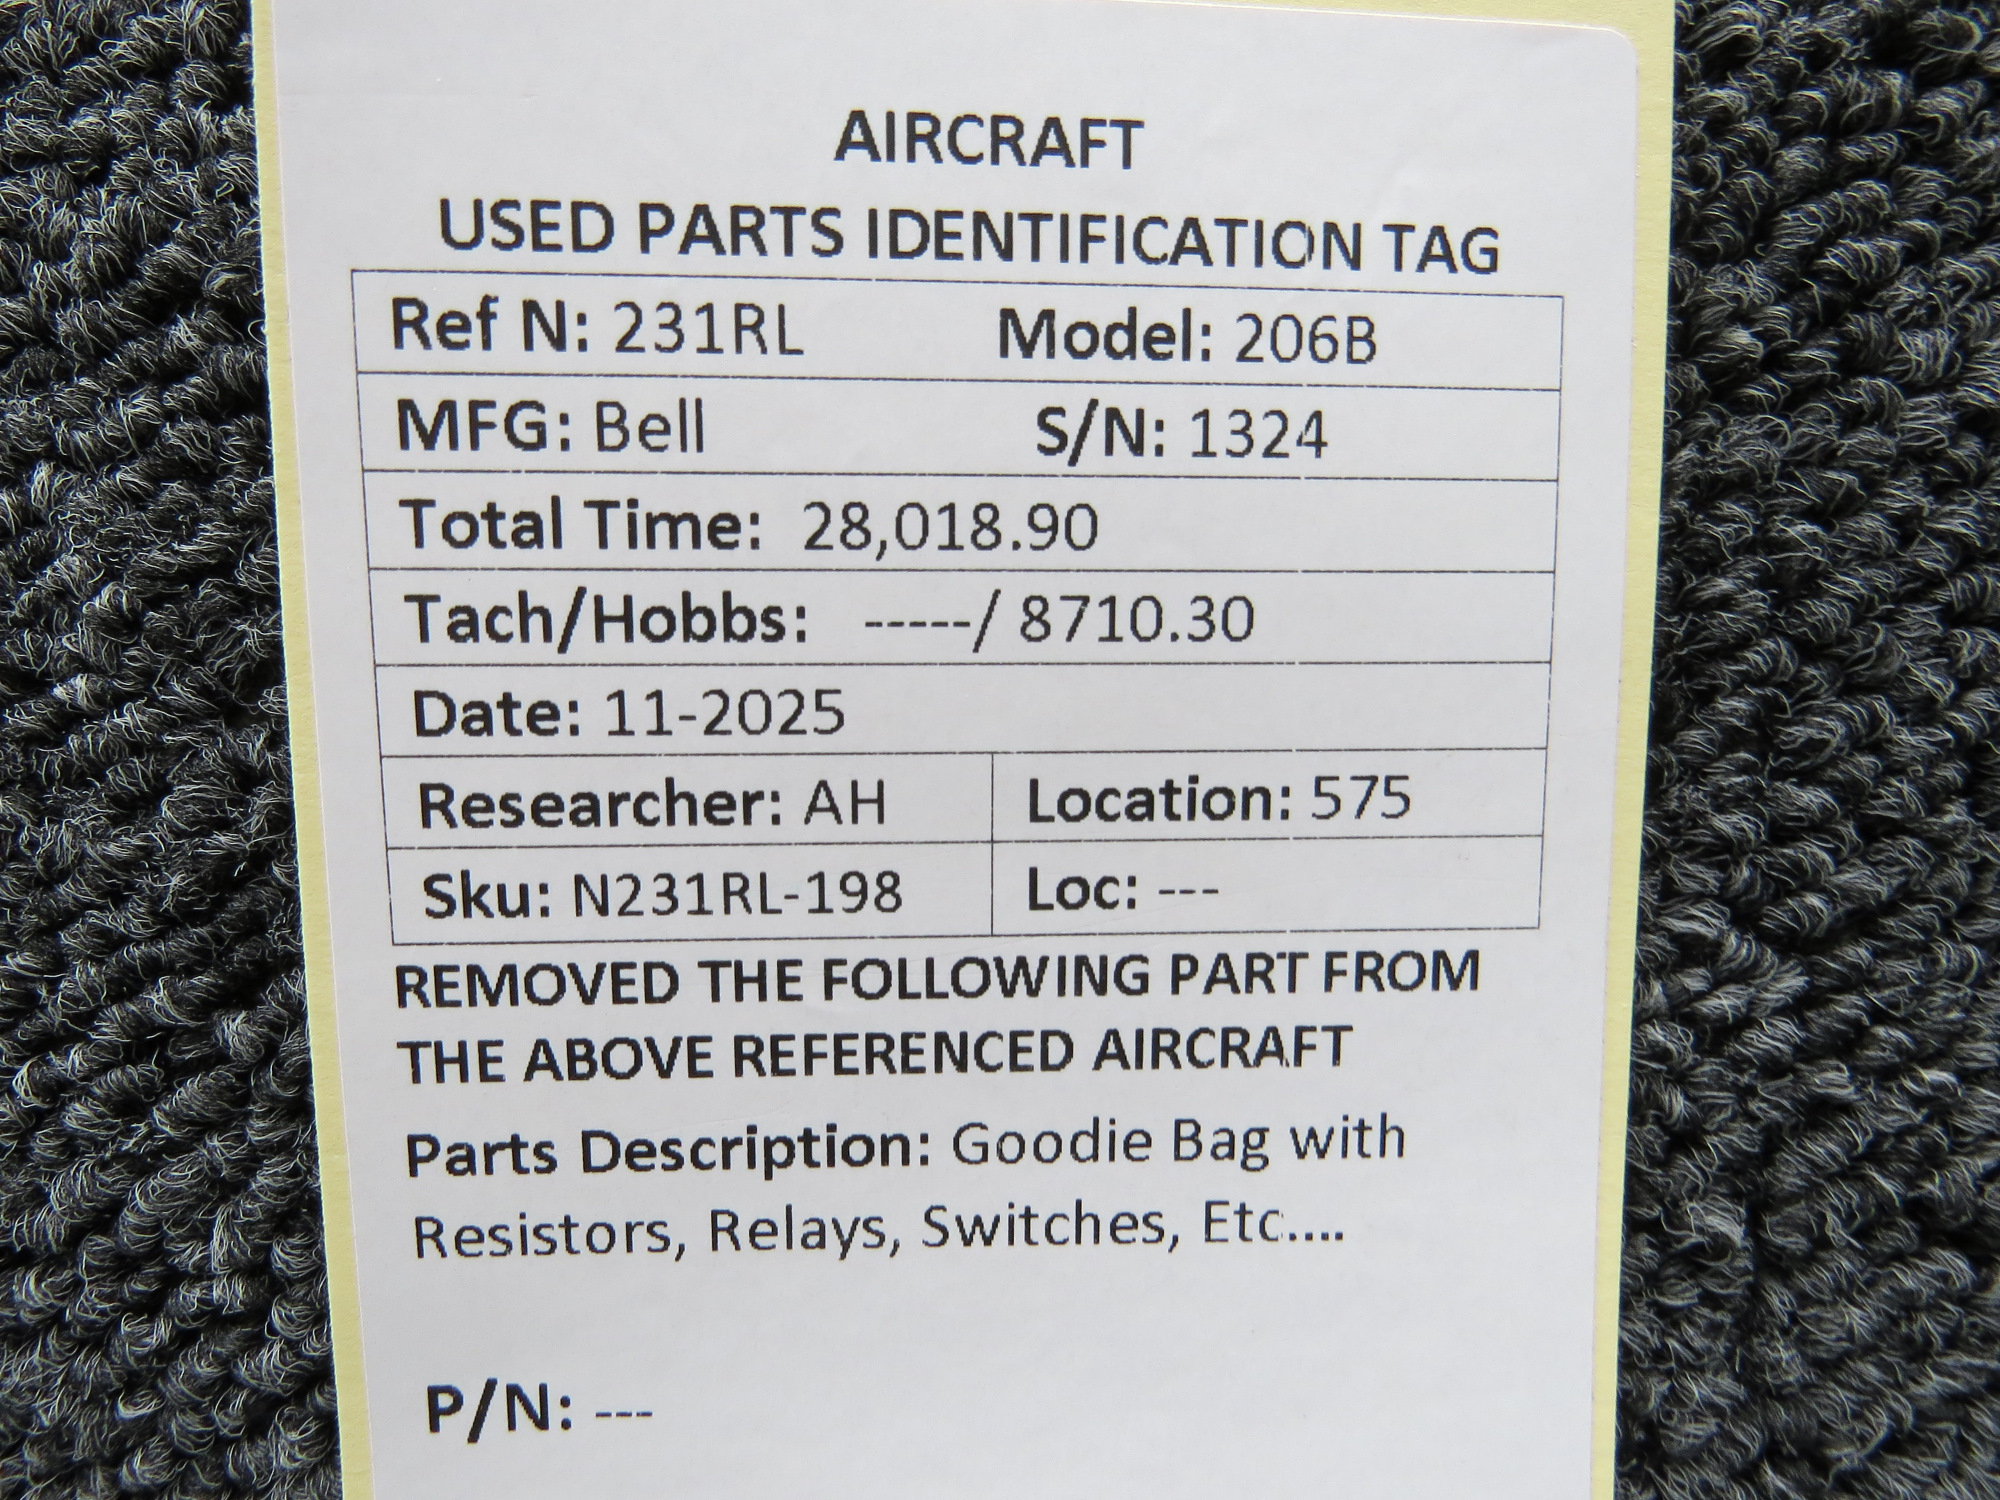 AIRCRAFT
USED PARTS IDENTIFICATION TAG
Ref N: 231RL Model: 206B
MFG: Bell S/N: 1324
Total Time: 28,018.90
Tach/Hobbs: -----/ 8710.30
Date: 11-2025
Researcher: AH Location: 575
Sku: N231RL-198 Loc: ---
REMOVED THE FOLLOWING PART FROM
THE ABOVE REFERENCED AIRCRAFT
Parts Description: Goodie Bag with
Resistors, Relays, Switches, Etc....
P/N: ---